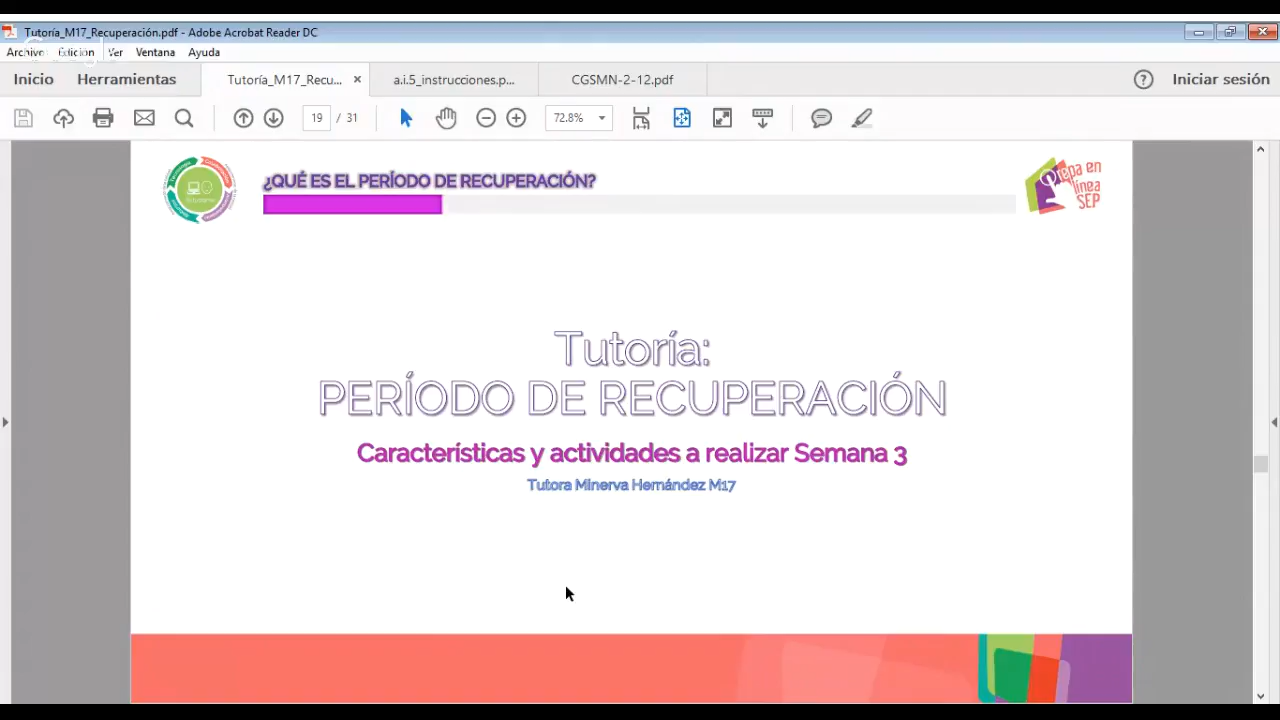 Tutoría_M17_Recuperación.pdf - Adobe Acrobat Reader DC
Archivo Edición Ver Ventana Ayuda
Inicio Herramientas Tutoría_M17_Recu... × a.i.5_instrucciones.p... CGSMN-2-12.pdf ? Iniciar sesión
19 / 31 72.8%
¿QUÉ ES EL PERÍODO DE RECUPERACIÓN?
Prepa en
línea
SEP
Tutoría:
PERÍODO DE RECUPERACIÓN
Características y actividades a realizar Semana 3
Tutora Minerva Hernández M17